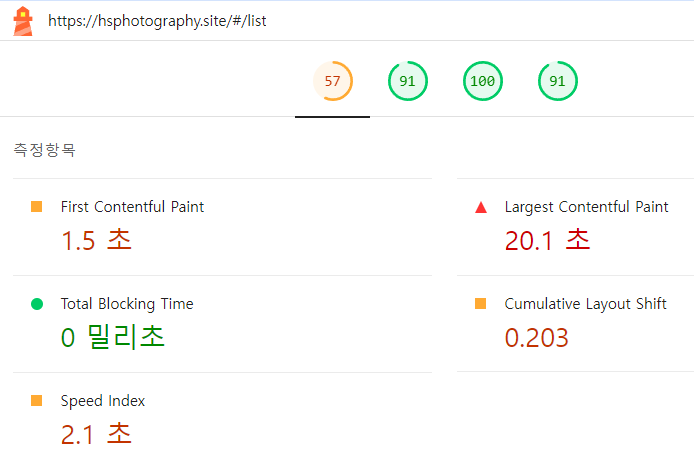 https://hsphotography.site/#/list
57 91 100 91
측정항목
First Contentful Paint
1.5 초
Largest Contentful Paint
20.1 초
Total Blocking Time
0 밀리초
Cumulative Layout Shift
0.203
Speed Index
2.1 초